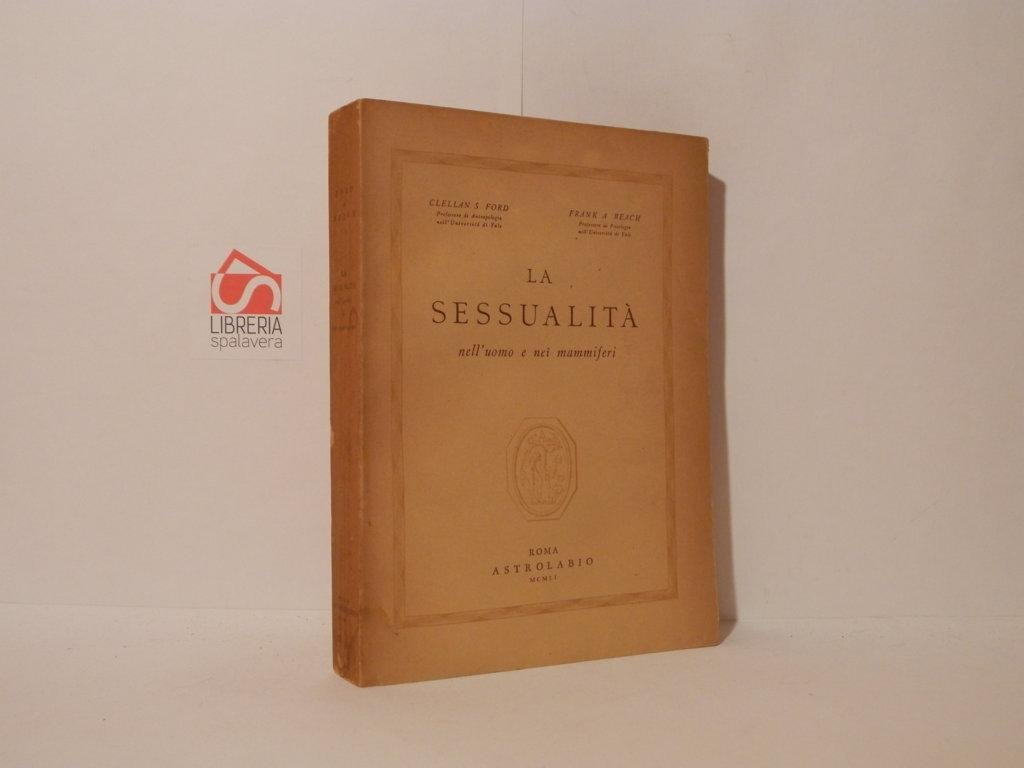 CLELLAN S. FORD
Professore di Antropologia
nell'Università di Yale
FRANK A. BEACH
Professore di Psicologia
nell'Università di Yale
LA
SESSUALITÀ
nell'uomo e nei mammiferi
ROMA
ASTROLABIO
MCMLI
LIBRERIA
spalavera